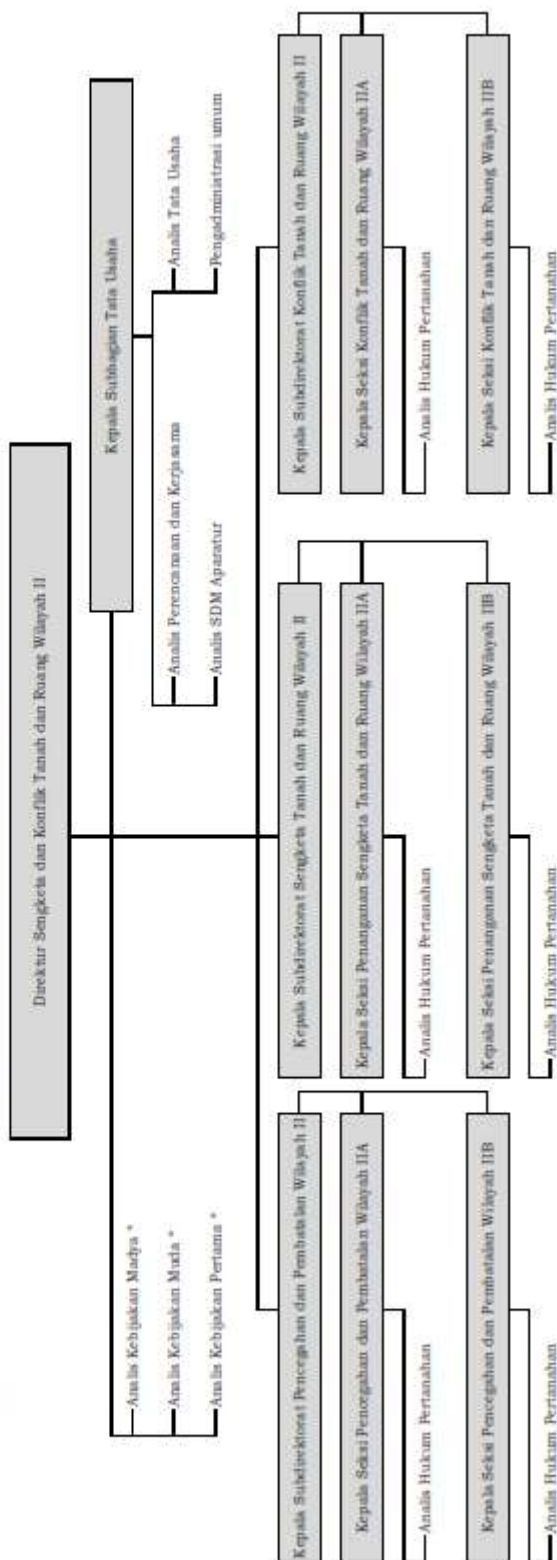 Direktur Sengketa dan Konflik Tanah dan Ruang Wilayah II
Kepala Subbagian Tata Usaha
Analis Kebijakan Madya *
Analis Kebijakan Muda *
Analis Kebijakan Pertama *
Analis Perencanaan dan Kerjasama
Analis SDM Aparatur
Analis Tata Usaha
Pengadministrasi umum
Kepala Subdirektorat Pencegahan dan Pembatalan Wilayah II
Kepala Seksi Pencegahan dan Pembatalan Wilayah IIA
Analis Hukum Pertanahan
Kepala Seksi Pencegahan dan Pembatalan Wilayah IIB
Analis Hukum Pertanahan
Kepala Subdirektorat Sengketa Tanah dan Ruang Wilayah II
Kepala Seksi Penanganan Sengketa Tanah dan Ruang Wilayah IIA
Analis Hukum Pertanahan
Kepala Seksi Penanganan Sengketa Tanah dan Ruang Wilayah IIB
Analis Hukum Pertanahan
Kepala Subdirektorat Konflik Tanah dan Ruang Wilayah II
Kepala Seksi Konflik Tanah dan Ruang Wilayah IIA
Analis Hukum Pertanahan
Kepala Seksi Konflik Tanah dan Ruang Wilayah IIB
Analis Hukum Pertanahan